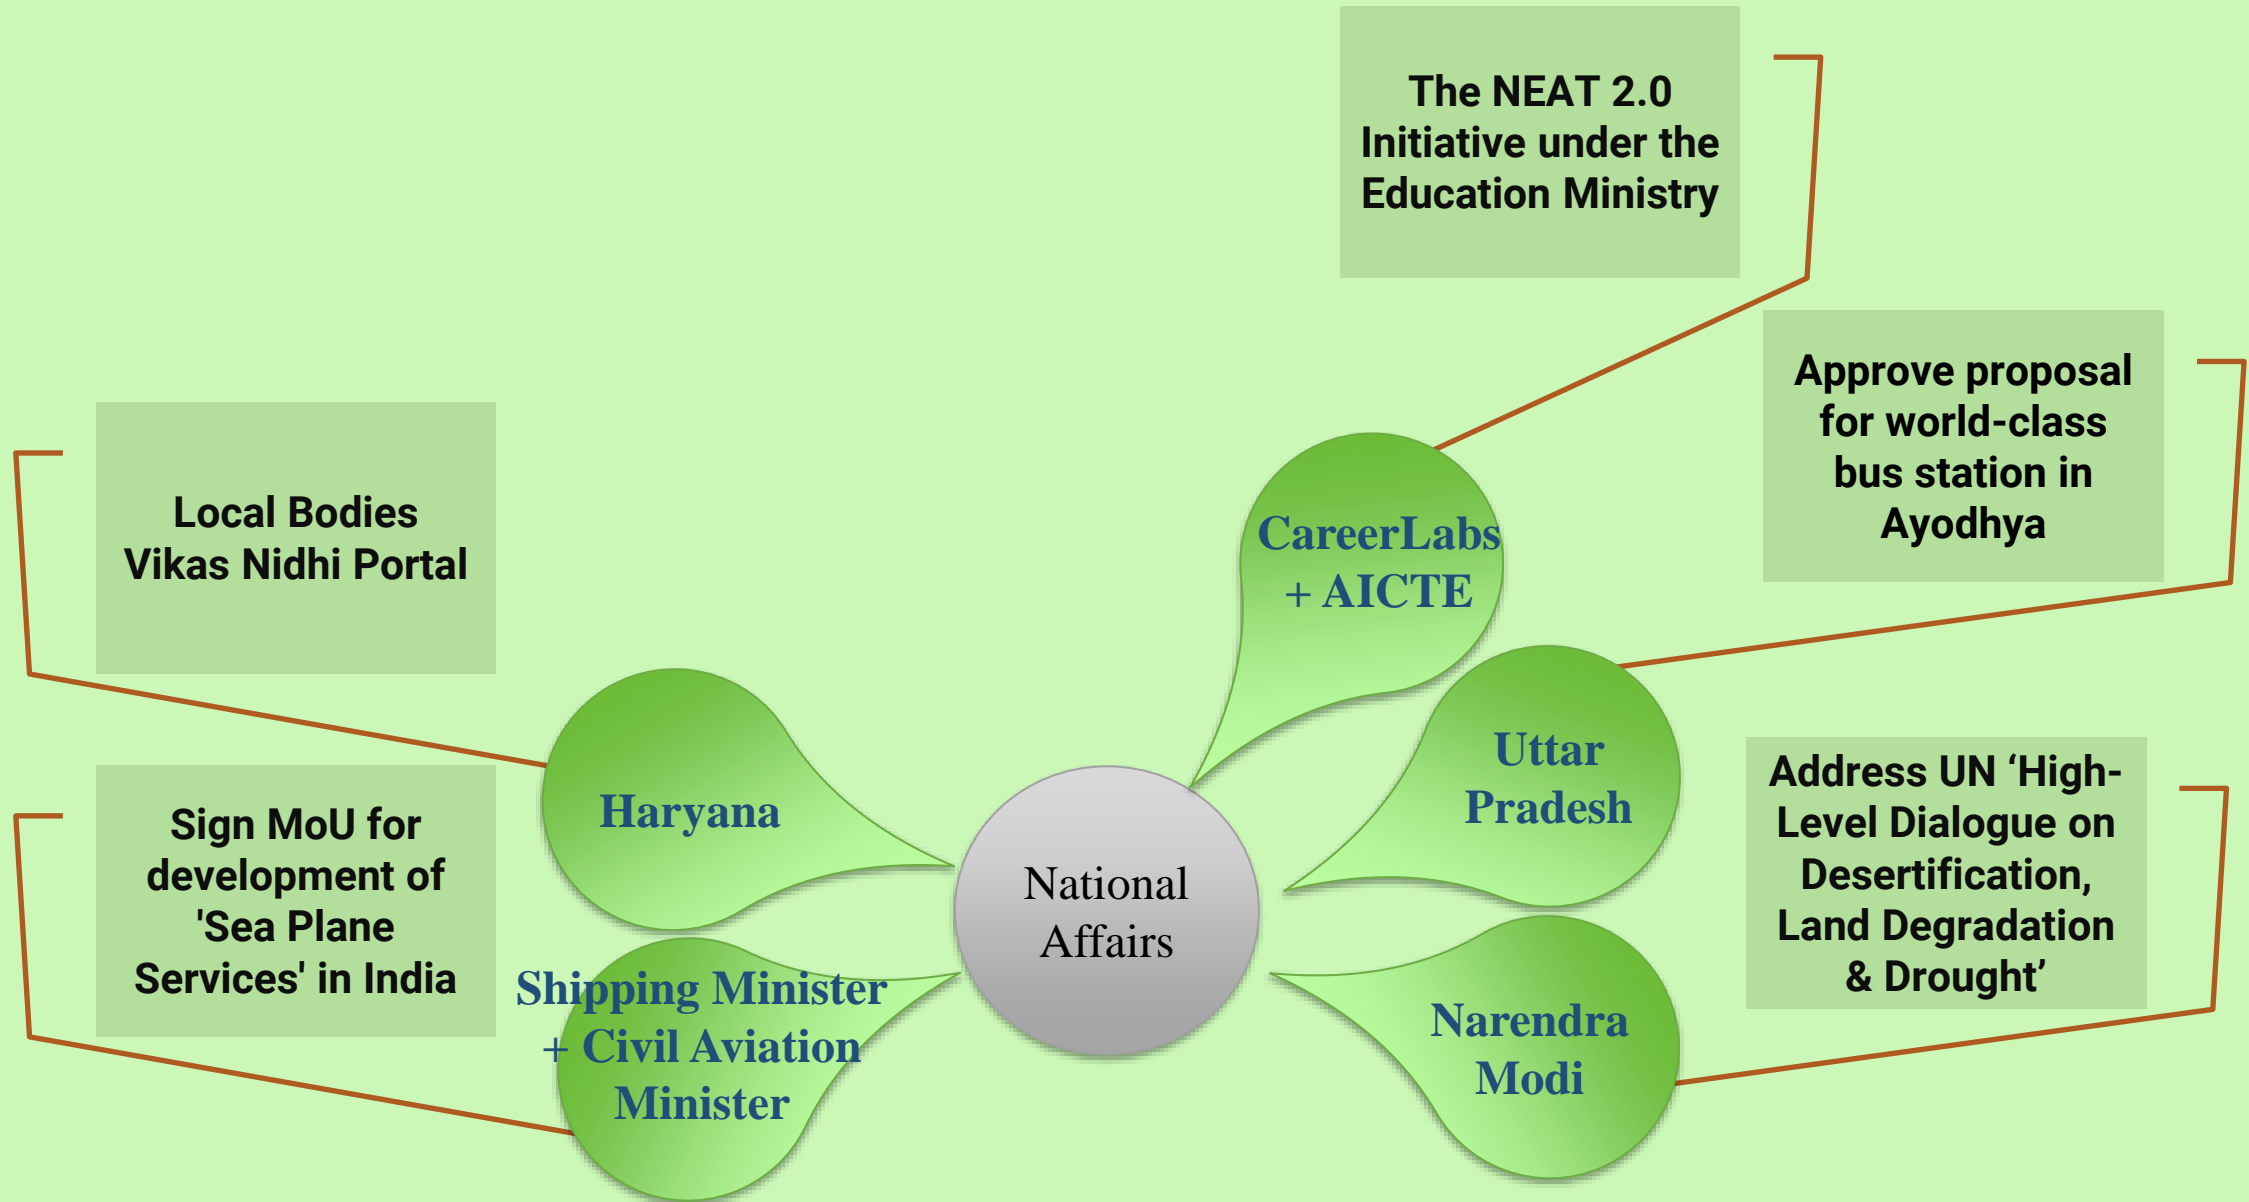 The NEAT 2.0
Initiative under the
Education Ministry
Approve proposal
for world-class
bus station in
Ayodhya
Local Bodies
Vikas Nidhi Portal
CareerLabs
+ AICTE
Uttar
Pradesh
Address UN ‘High-
Level Dialogue on
Desertification,
Land Degradation
& Drought’
Haryana
Sign MoU for
development of
'Sea Plane
Services' in India
National
Affairs
Shipping Minister
+ Civil Aviation
Minister
Narendra
Modi